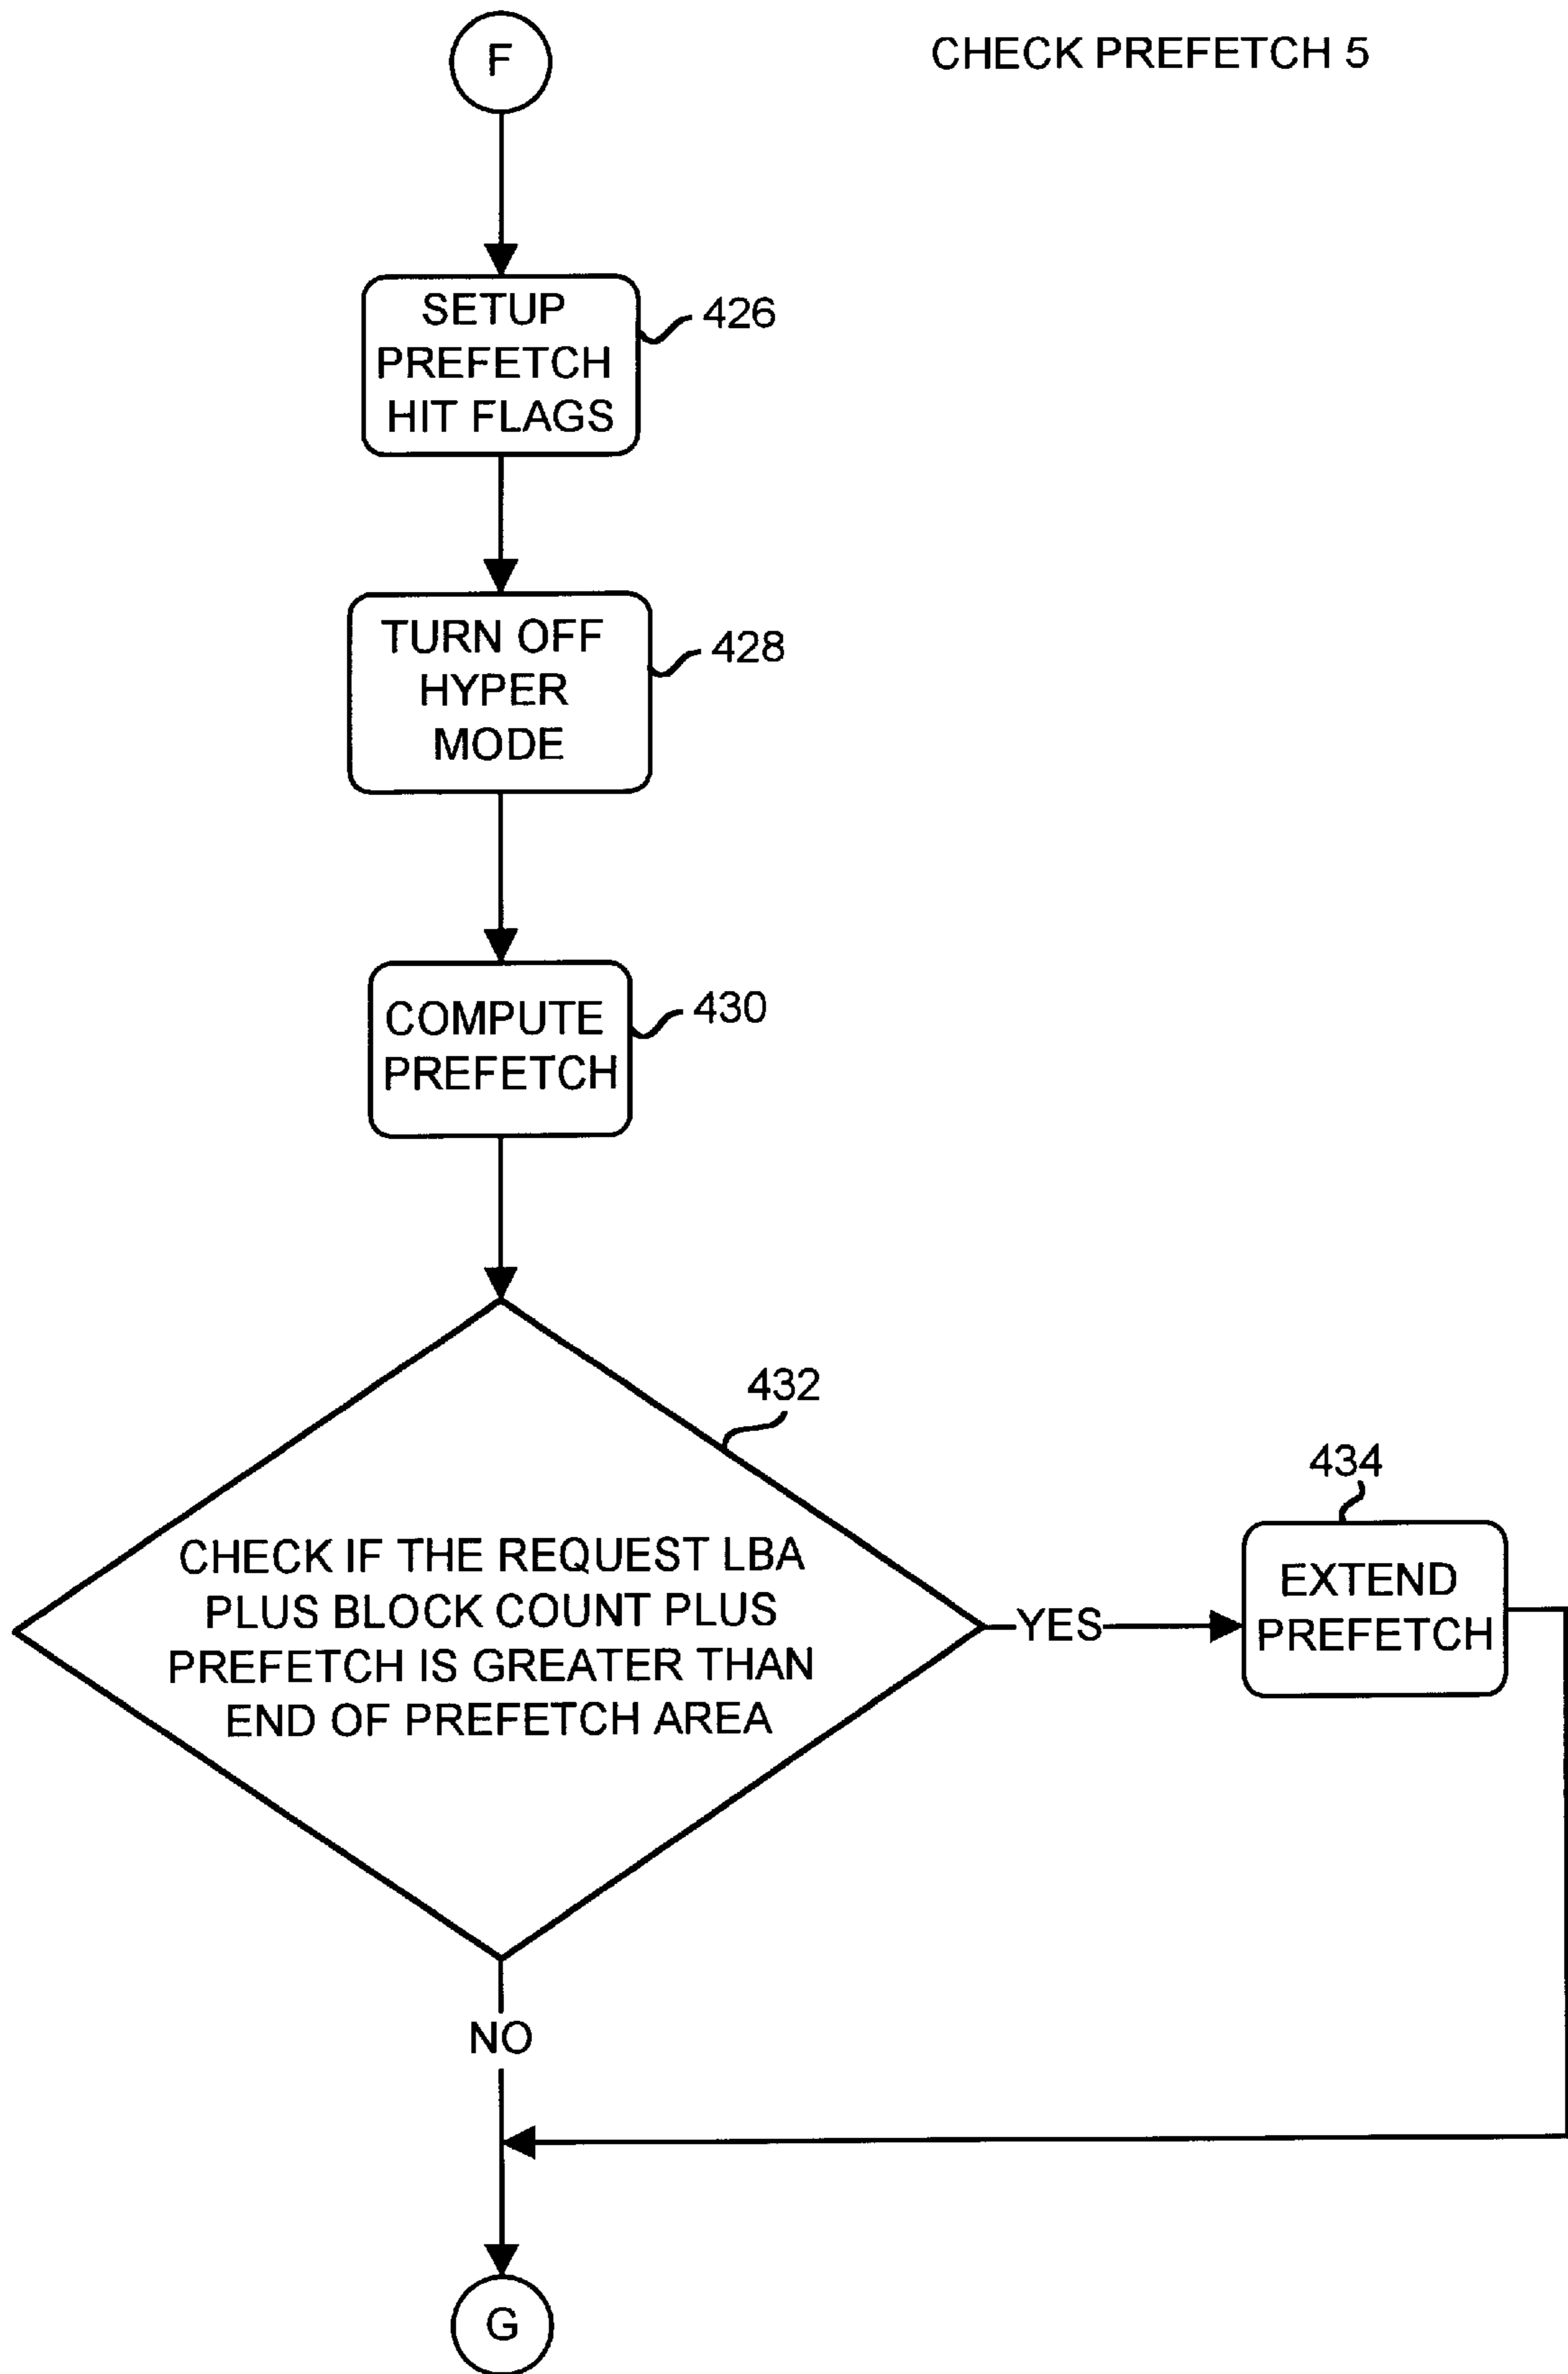 F
CHECK PREFETCH 5
SETUP
PREFETCH
HIT FLAGS
426
TURN OFF
HYPER
MODE
428
COMPUTE
PREFETCH
430
432
CHECK IF THE REQUEST LBA
PLUS BLOCK COUNT PLUS
PREFETCH IS GREATER THAN
END OF PREFETCH AREA
YES
434
EXTEND
PREFETCH
NO
G